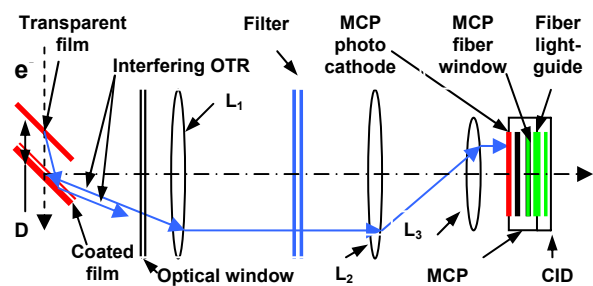 Transparent
film
e-
Interfering OTR
Filter
MCP
photo
cathode
MCP
fiber
window
Fiber
light-
guide
L1
D
Coated
film
Optical window
L2
L3
MCP
CID